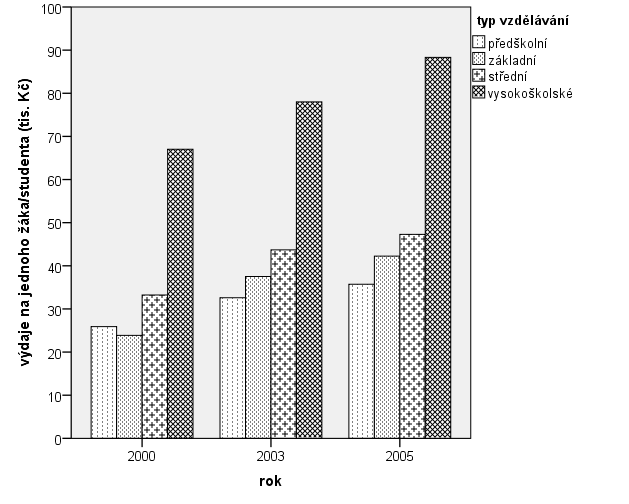 typ vzdělávání
předškolní
základní
střední
vysokoškolské
výdaje na jednoho žáka/studenta (tis. Kč)
100
90
80
70
60
50
40
30
20
10
0
2000 2003 2005
rok